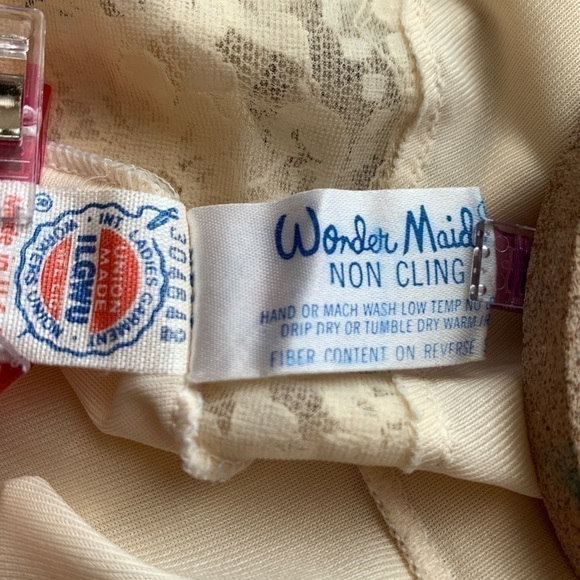 ®
INT. LADIES GARMENT WORKERS UNION
UNION
MADE
ILGWU
304643
Wonder Maid
NON CLING
HAND OR MACH WASH LOW TEMP NO
DRIP DRY OR TUMBLE DRY WARM /
FIBER CONTENT ON REVERSE